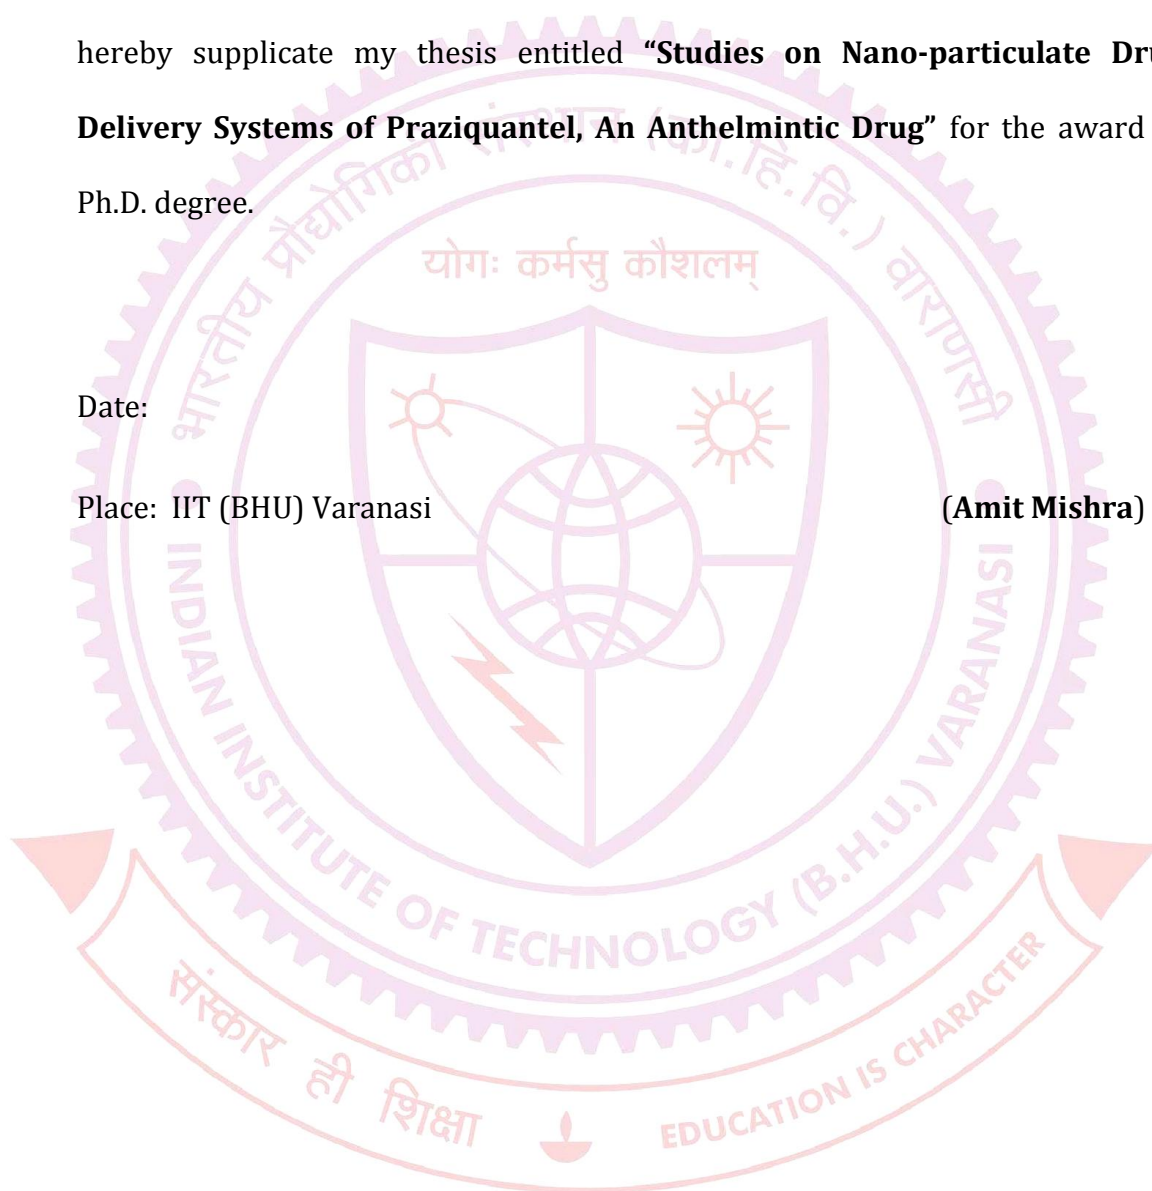 hereby supplicate my thesis entitled “Studies on Nano-particulate Dru
Delivery Systems of Praziquantel, An Anthelmintic Drug” for the award
Ph.D. degree.
भारतीय प्रौद्योगिकी संस्थान (का.हि.वि.) वाराणसी
योगः कर्मसु कौशलम्
Date:
Place: IIT (BHU) Varanasi (Amit Mishra)
INDIAN INSTITUTE OF TECHNOLOGY (B.H.U.) VARANASI
संस्कार ही शिक्षा
EDUCATION IS CHARACTER